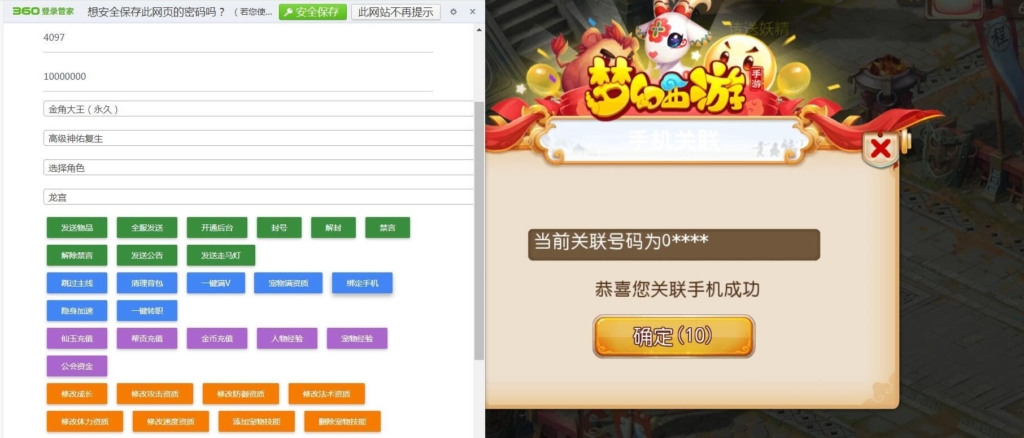 360登录管家 想安全保存此网页的密码吗？ （若您使... 安全保存 此网站不再提示
4097
10000000
金角大王（永久）
高级神佑复生
选择角色
龙宫
发送物品 全服发送 开通后台 封号 解封 禁言
解除禁言 发送公告 发送走马灯
跳过主线 清理背包 一键满V 宠物满资质 绑定手机
隐身加速 一键转职
仙玉充值 帮贡充值 金币充值 人物经验 宠物经验
公会资金
修改成长 修改攻击资质 修改防御资质 修改法术资质
修改体力资质 修改速度资质 添加宠物技能 删除宠物技能
传送妖精
梦幻西游
手游
手机关联
当前关联号码为0****
恭喜您关联手机成功
确定(10)